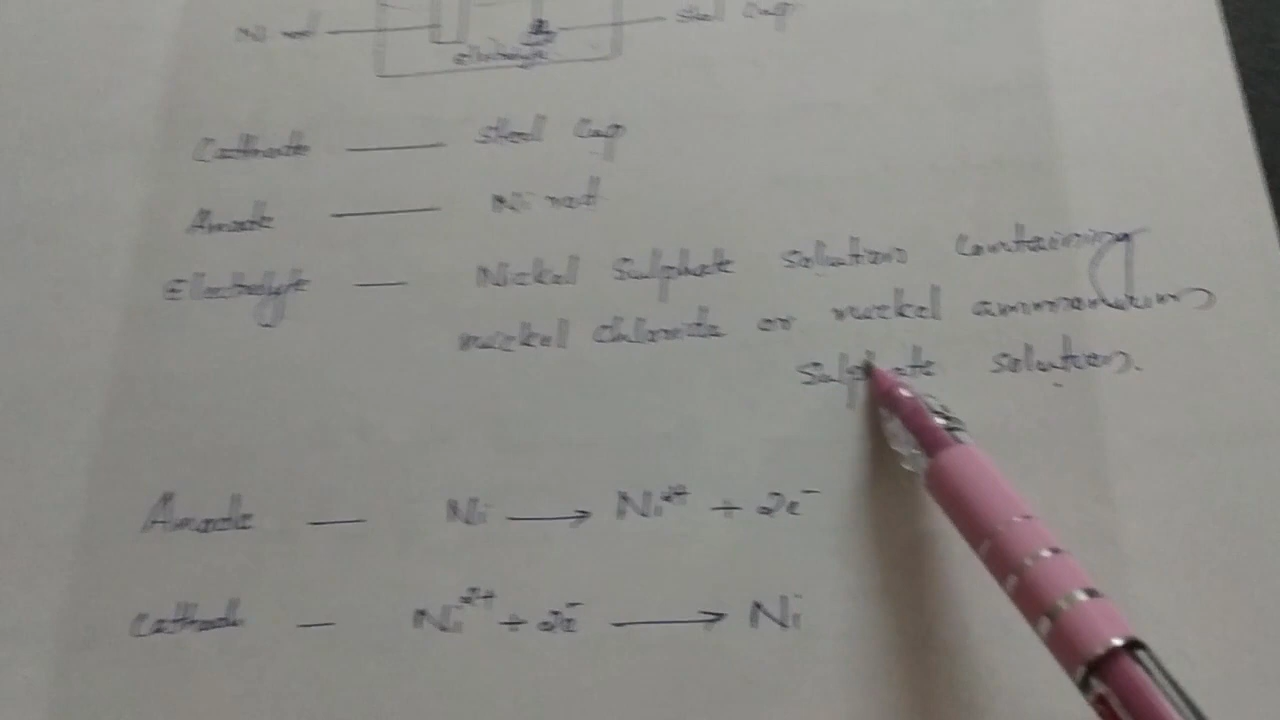 Ni rod
steel cup
electrolyte
Cathode — steel cup
Anode — Ni rod
Electrolyte — Nickel Sulphate solution containing
nickel chloride or nickel ammonium
sulphate solution.
Anode — Ni → Ni²⁺ + 2e⁻
Cathode — Ni²⁺ + 2e⁻ → Ni